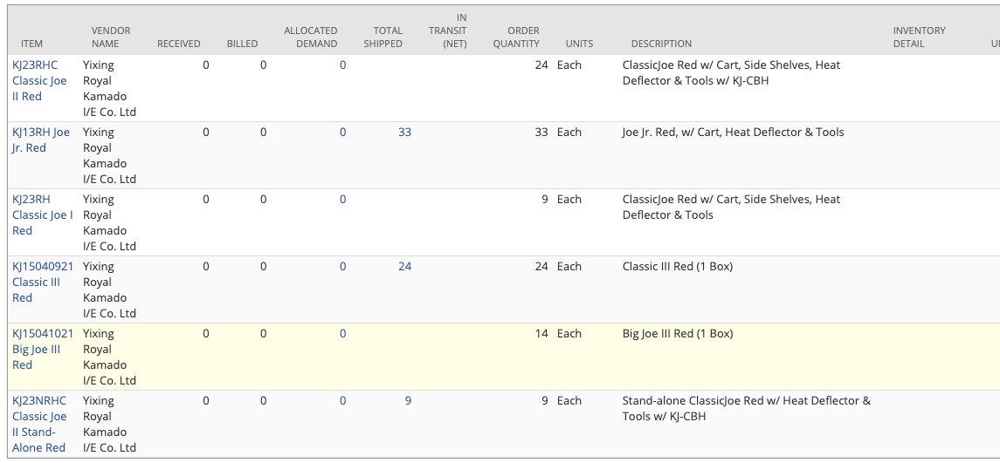 ITEM VENDOR NAME RECEIVED BILLED ALLOCATED DEMAND TOTAL SHIPPED IN TRANSIT (NET) ORDER QUANTITY UNITS DESCRIPTION INVENTORY DETAIL
KJ23RHC Yixing 0 0 0 24 Each ClassicJoe Red w/ Cart, Side Shelves, Heat
Classic Joe Royal Deflector & Tools w/ KJ-CBH
II Red Kamado
I/E Co. Ltd
KJ13RH Joe Yixing 0 0 0 33 33 Each Joe Jr. Red, w/ Cart, Heat Deflector & Tools
Jr. Red Royal
Kamado
I/E Co. Ltd
KJ23RH Yixing 0 0 0 9 Each ClassicJoe Red w/ Cart, Side Shelves, Heat
Classic Joe I Royal Deflector & Tools
Red Kamado
I/E Co. Ltd
KJ15040921 Yixing 0 0 0 24 24 Each Classic III Red (1 Box)
Classic III Royal
Red Kamado
I/E Co. Ltd
KJ15041021 Yixing 0 0 0 14 Each Big Joe III Red (1 Box)
Big Joe III Royal
Red Kamado
I/E Co. Ltd
KJ23NRHC Yixing 0 0 0 9 9 Each Stand-alone ClassicJoe Red w/ Heat Deflector &
Classic Joe Royal Tools w/ KJ-CBH
II Stand- Kamado
Alone Red I/E Co. Ltd